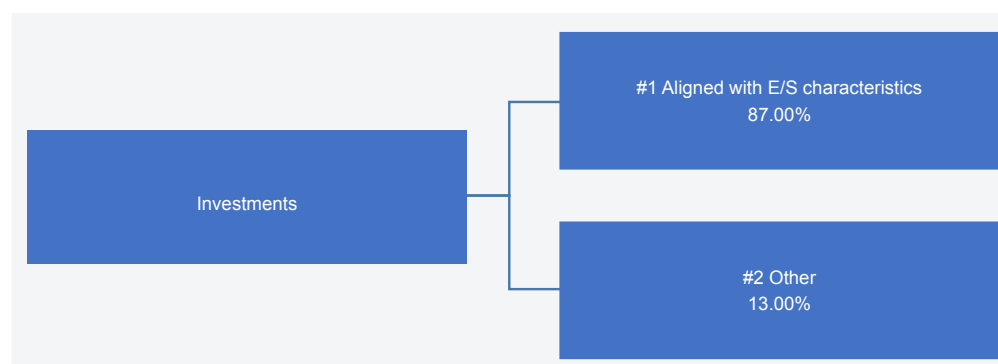 Investments
#1 Aligned with E/S characteristics
87.00%
#2 Other
13.00%